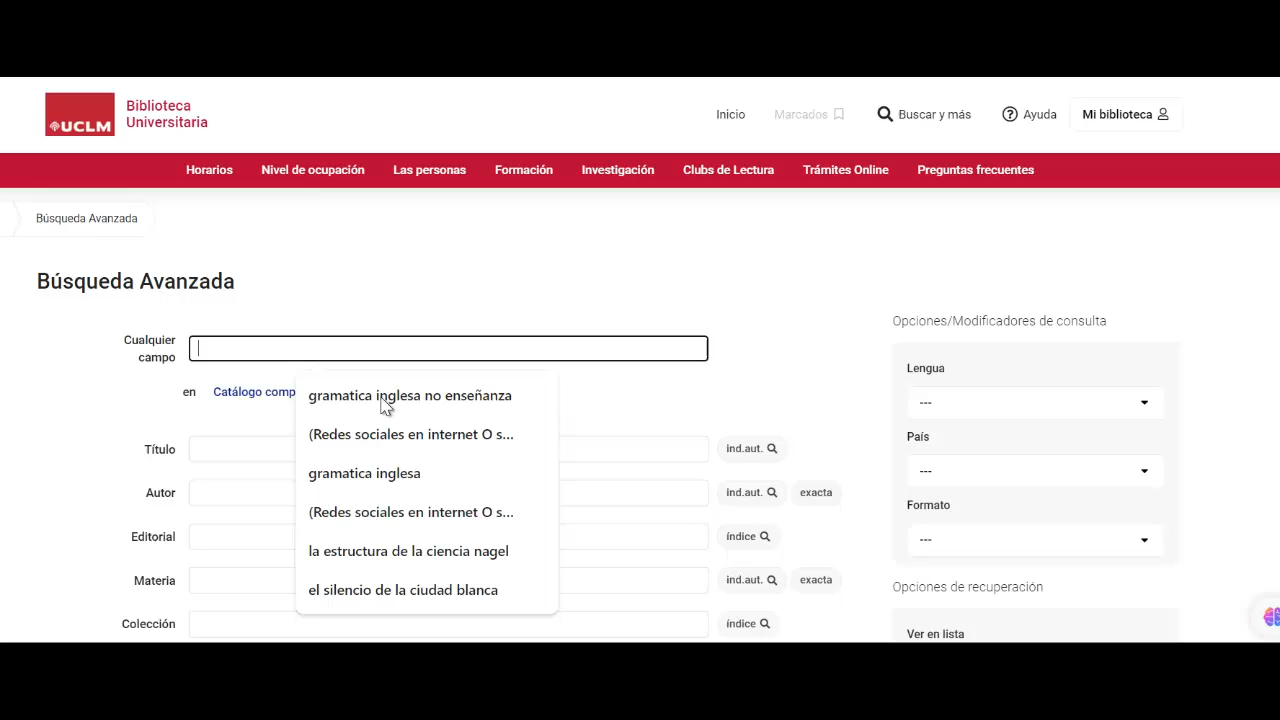 UCLM
Biblioteca
Universitaria
Inicio
Marcados
Buscar y más
Ayuda
Mi biblioteca
Horarios
Nivel de ocupación
Las personas
Formación
Investigación
Clubs de Lectura
Trámites Online
Preguntas frecuentes
Búsqueda Avanzada
Búsqueda Avanzada
Cualquier
campo
en
Catálogo comp
gramatica inglesa no enseñanza
(Redes sociales en internet O s...
gramatica inglesa
(Redes sociales en internet O s...
la estructura de la ciencia nagel
el silencio de la ciudad blanca
Título
ind.aut.
Autor
ind.aut.
exacta
Editorial
índice
Materia
ind.aut.
exacta
Colección
índice
Opciones/Modificadores de consulta
Lengua
---
País
---
Formato
---
Opciones de recuperación
Ver en lista